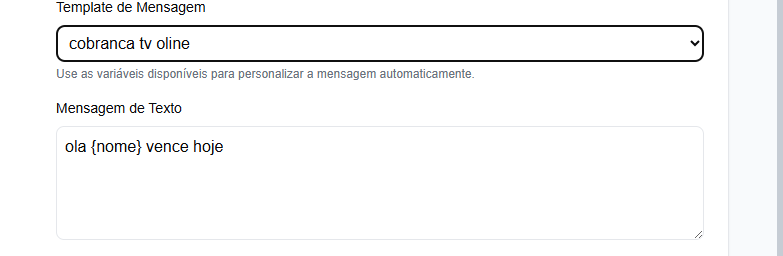 Template de Mensagem
cobranca tv oline
Use as variáveis disponíveis para personalizar a mensagem automaticamente.
Mensagem de Texto
ola {nome} vence hoje